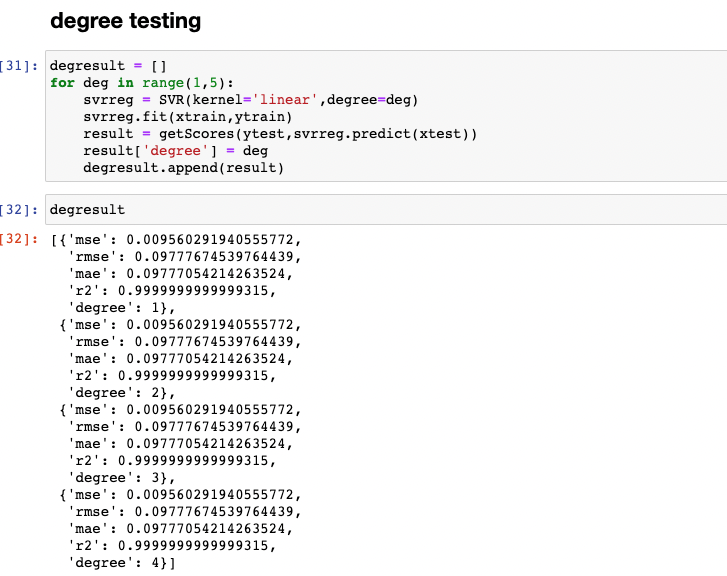 degree testing
[31]: degresult = []
for deg in range(1,5):
    svrreg = SVR(kernel='linear',degree=deg)
    svrreg.fit(xtrain,ytrain)
    result = getScores(ytest,svrreg.predict(xtest))
    result['degree'] = deg
    degresult.append(result)
[32]: degresult
[32]: [{'mse': 0.009560291940555772,
  'rmse': 0.09777674539764439,
  'mae': 0.09777054214263524,
  'r2': 0.9999999999999315,
  'degree': 1},
 {'mse': 0.009560291940555772,
  'rmse': 0.09777674539764439,
  'mae': 0.09777054214263524,
  'r2': 0.9999999999999315,
  'degree': 2},
 {'mse': 0.009560291940555772,
  'rmse': 0.09777674539764439,
  'mae': 0.09777054214263524,
  'r2': 0.9999999999999315,
  'degree': 3},
 {'mse': 0.009560291940555772,
  'rmse': 0.09777674539764439,
  'mae': 0.09777054214263524,
  'r2': 0.9999999999999315,
  'degree': 4}]